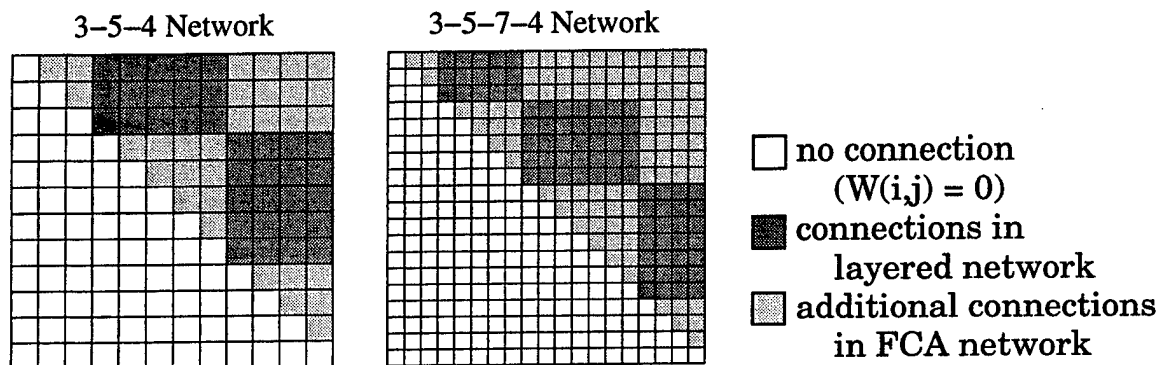 3–5–4 Network
3–5–7–4 Network
no connection
(W(i,j) = 0)
connections in
layered network
additional connections
in FCA network